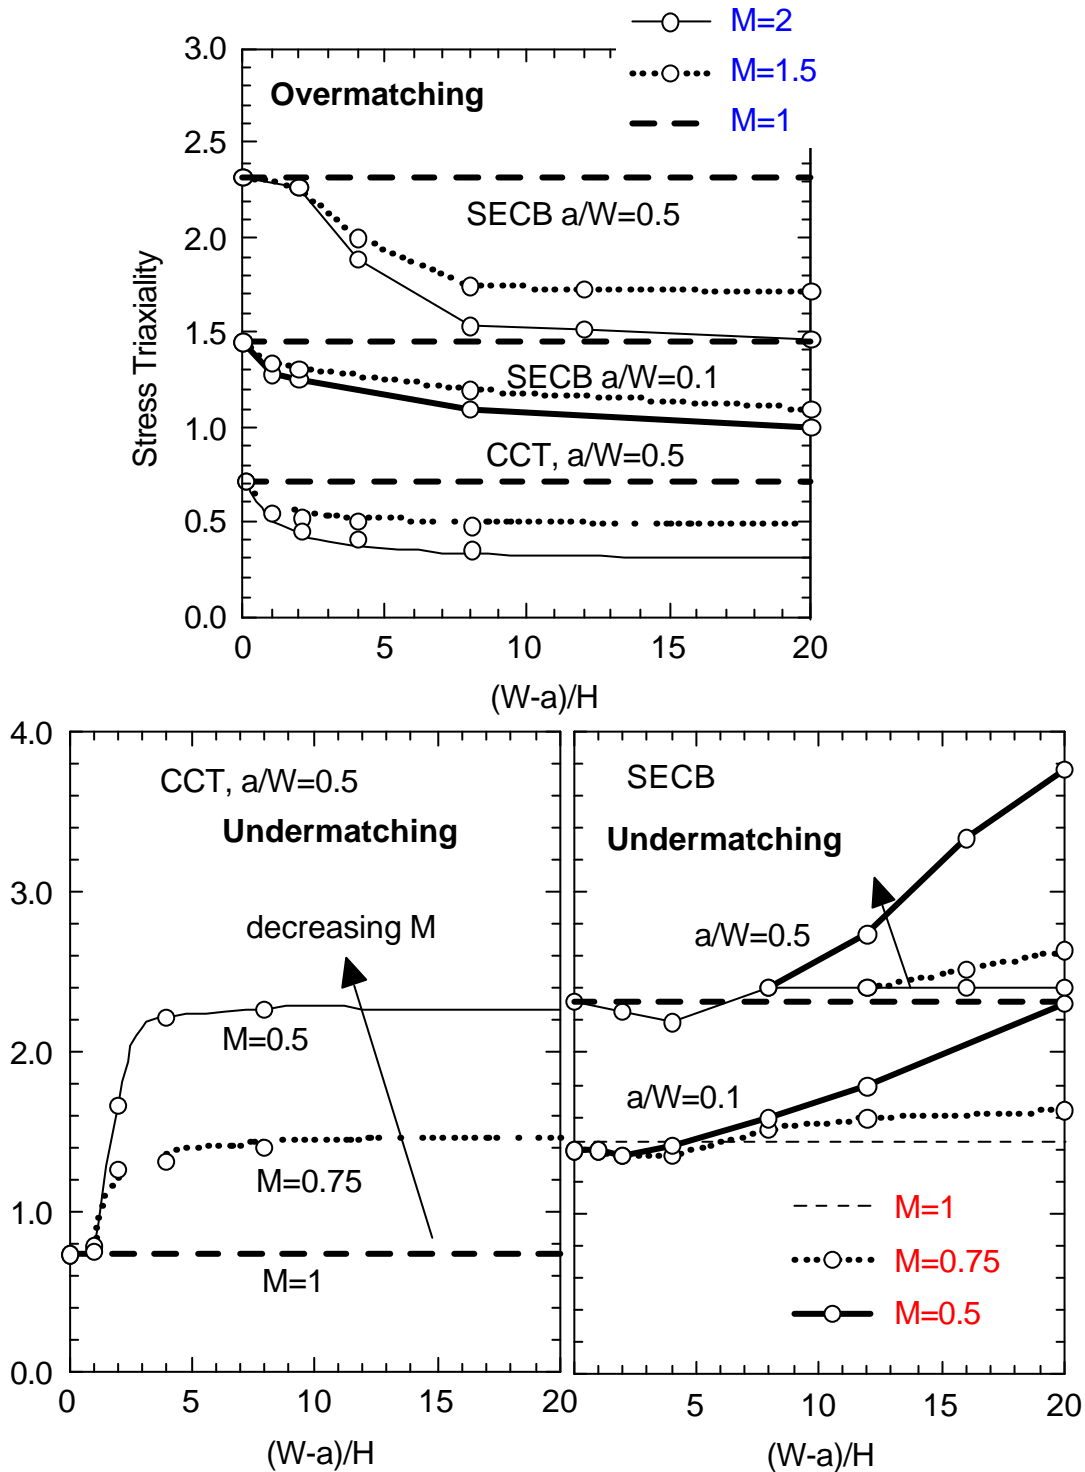 M=2
3.0
M=1.5
Overmatching
M=1
2.5
SECB a/W=0.5
2.0
Stress Triaxiality
1.5
SECB a/W=0.1
1.0
CCT, a/W=0.5
0.5
0.0
0 5 10 15 20
(W-a)/H
4.0
CCT, a/W=0.5
SECB
Undermatching
Undermatching
3.0
decreasing M
a/W=0.5
M=0.5
2.0
a/W=0.1
M=0.75
1.0
M=1
M=1
M=0.75
M=0.5
0.0
0 5 10 15 20
5 10 15 20
(W-a)/H
(W-a)/H